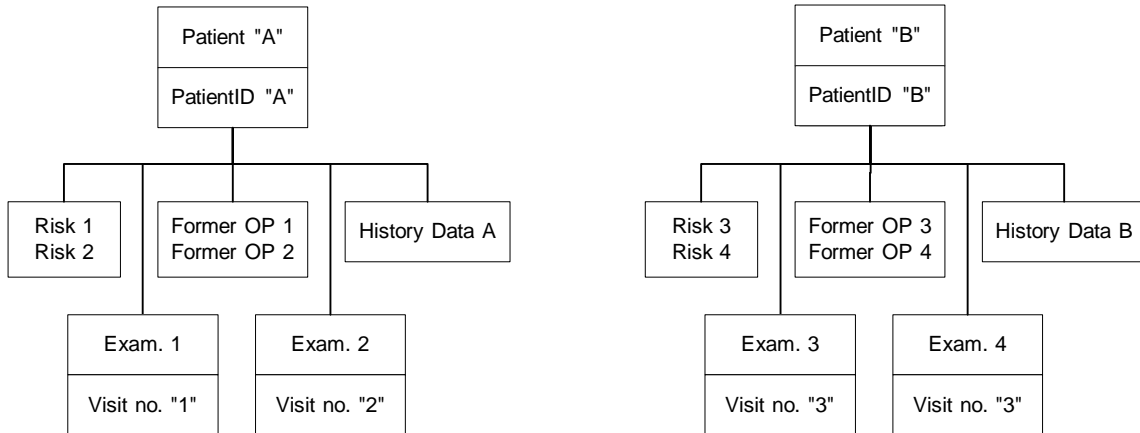 Patient "A"
PatientID "A"
Risk 1
Risk 2
Former OP 1
Former OP 2
History Data A
Exam. 1
Visit no. "1"
Exam. 2
Visit no. "2"
Patient "B"
PatientID "B"
Risk 3
Risk 4
Former OP 3
Former OP 4
History Data B
Exam. 3
Visit no. "3"
Exam. 4
Visit no. "3"